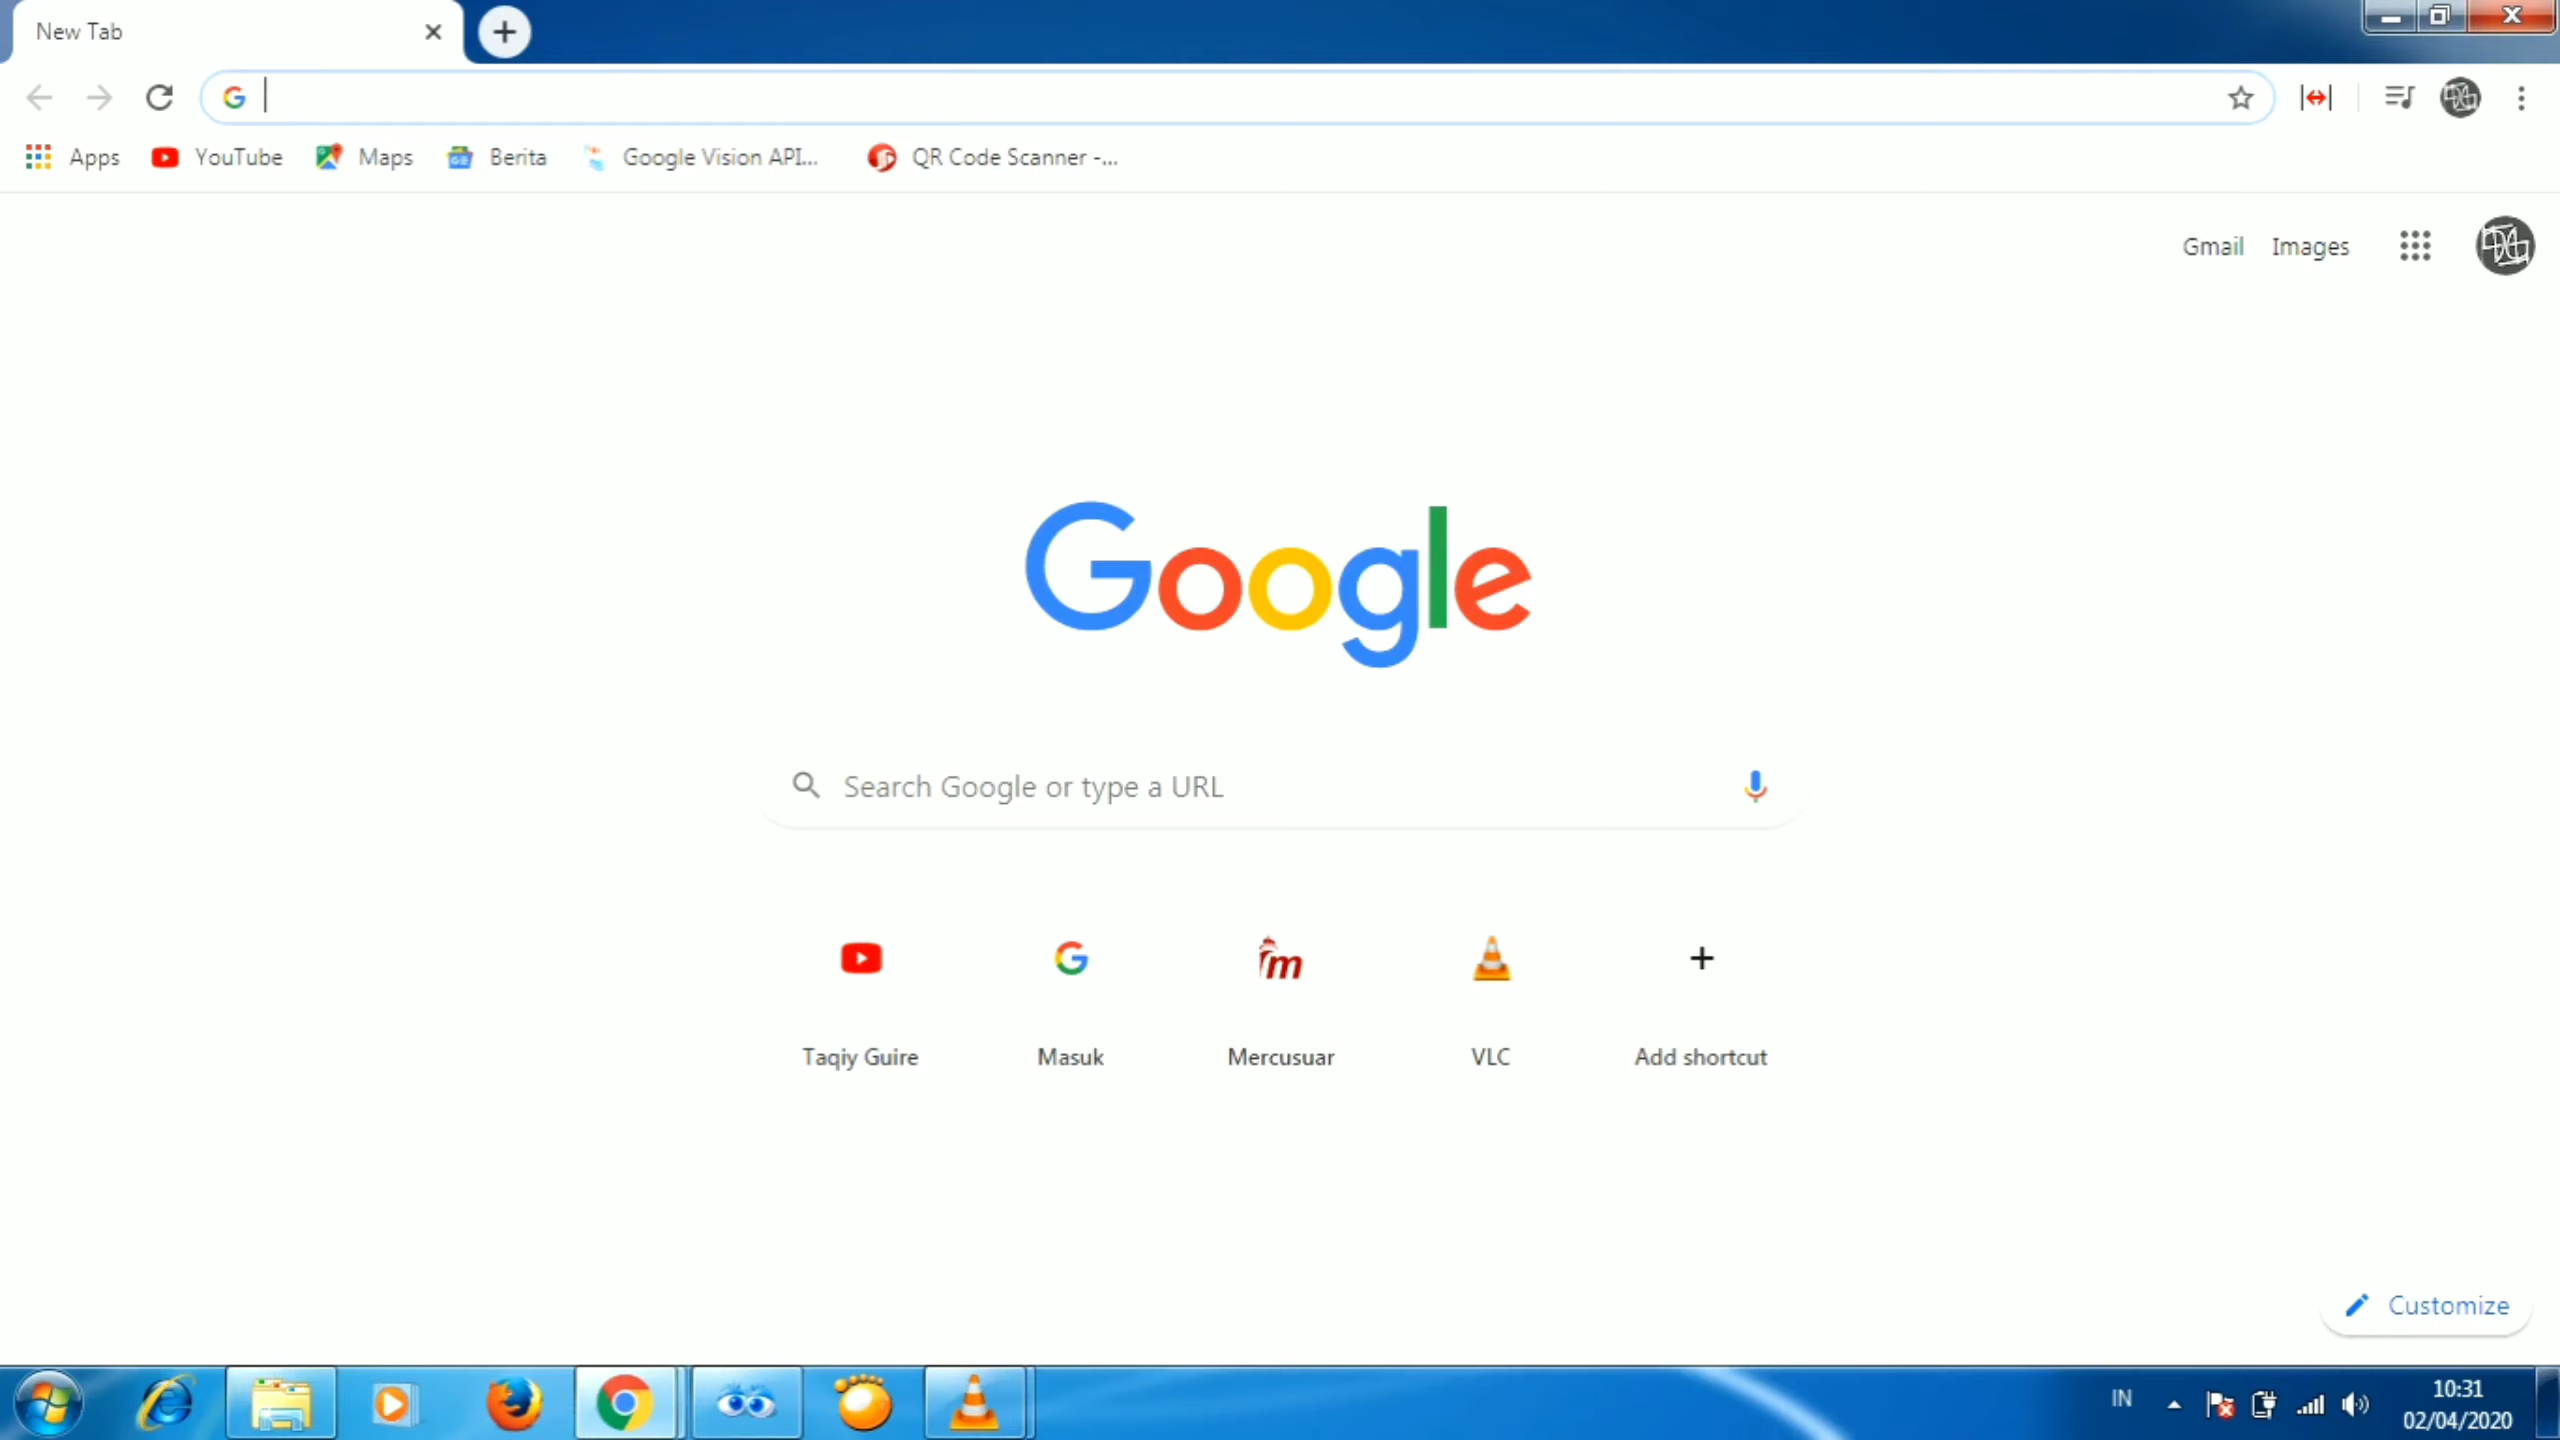 New Tab
Apps YouTube Maps Berita Google Vision API... QR Code Scanner -...
Gmail Images
Google
Search Google or type a URL
Taqiy Guire Masuk Mercusuar VLC Add shortcut
Customize
IN 10:31
02/04/2020